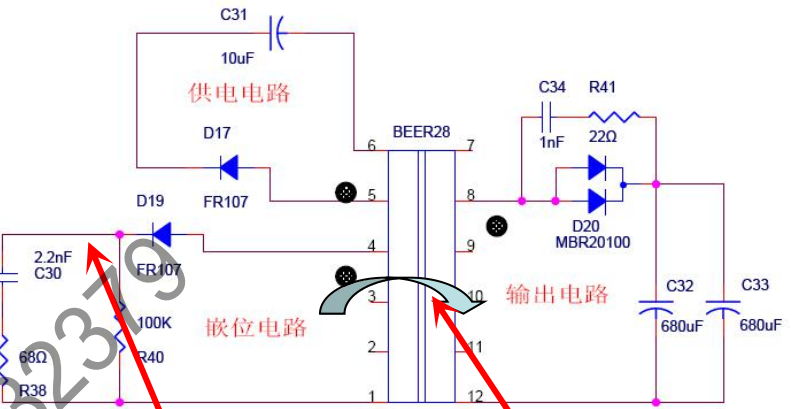 C31
10uF
供电电路
C34 R41
1nF 22Ω
D17
BEER28
6 7
FR107
5 8
D20
MBR20100
D19
4 9
2.2nF
C30
FR107
C32 C33
3 10
输出电路
680uF 680uF
100K
嵌位电路
68Ω R40
2 11
R38
1 12
32379